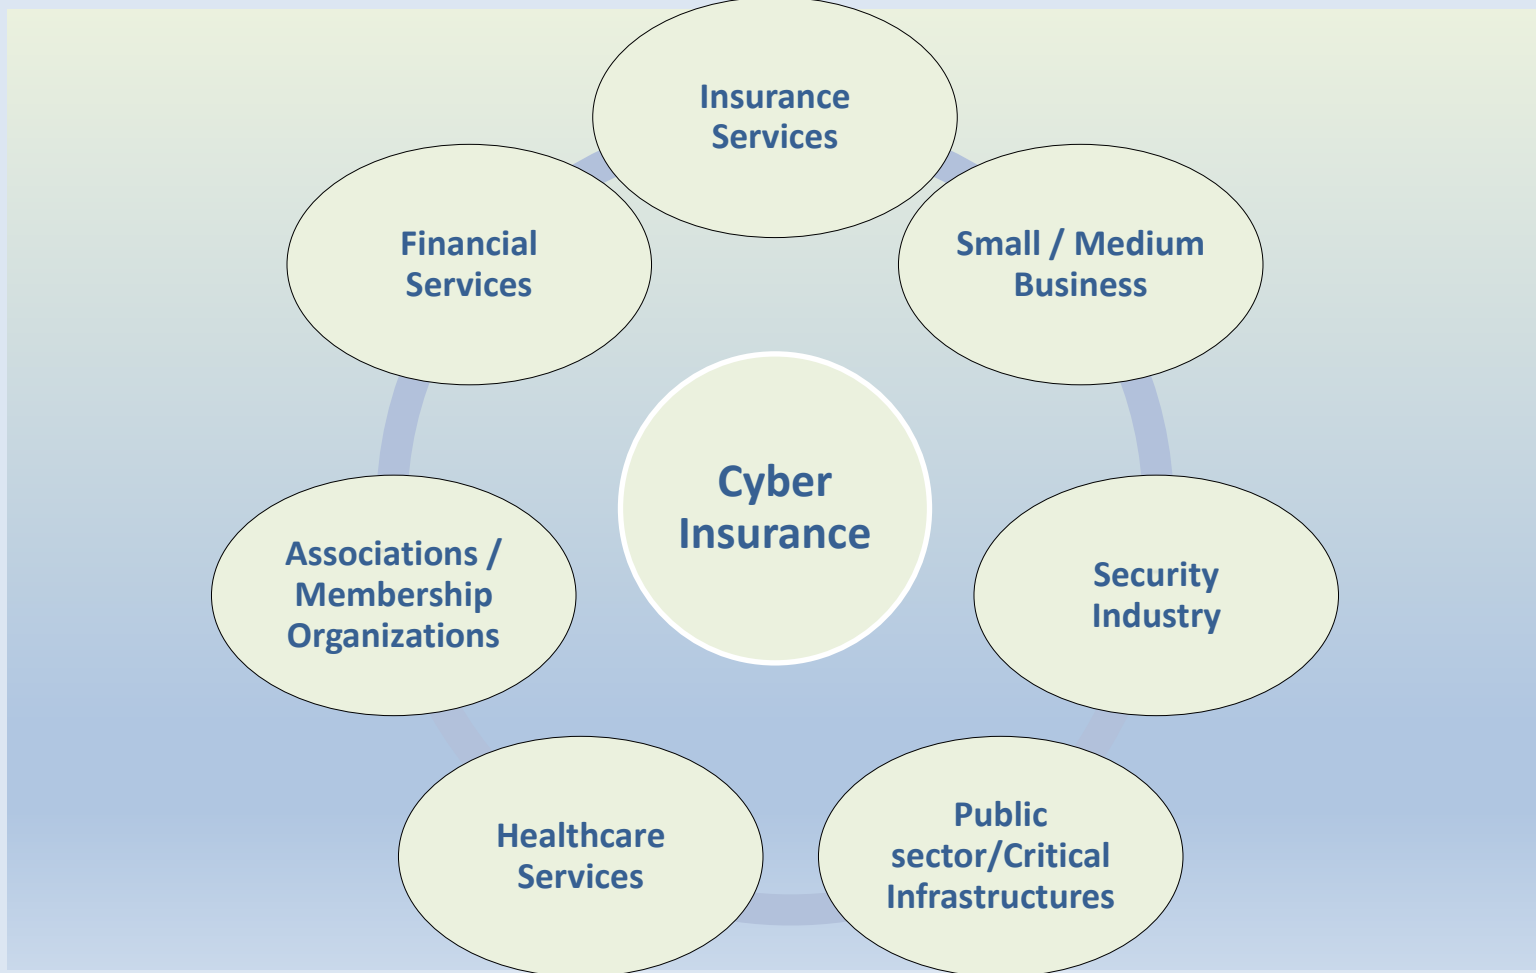 Insurance
Services
Small / Medium
Business
Security
Industry
Public
sector/Critical
Infrastructures
Healthcare
Services
Associations /
Membership
Organizations
Financial
Services
Cyber
Insurance